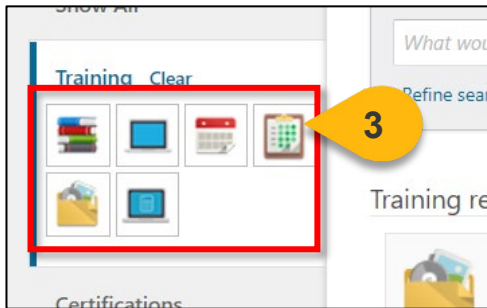 Show All
What wou
Training Clear
Refine sear
3
Training re
Certifications